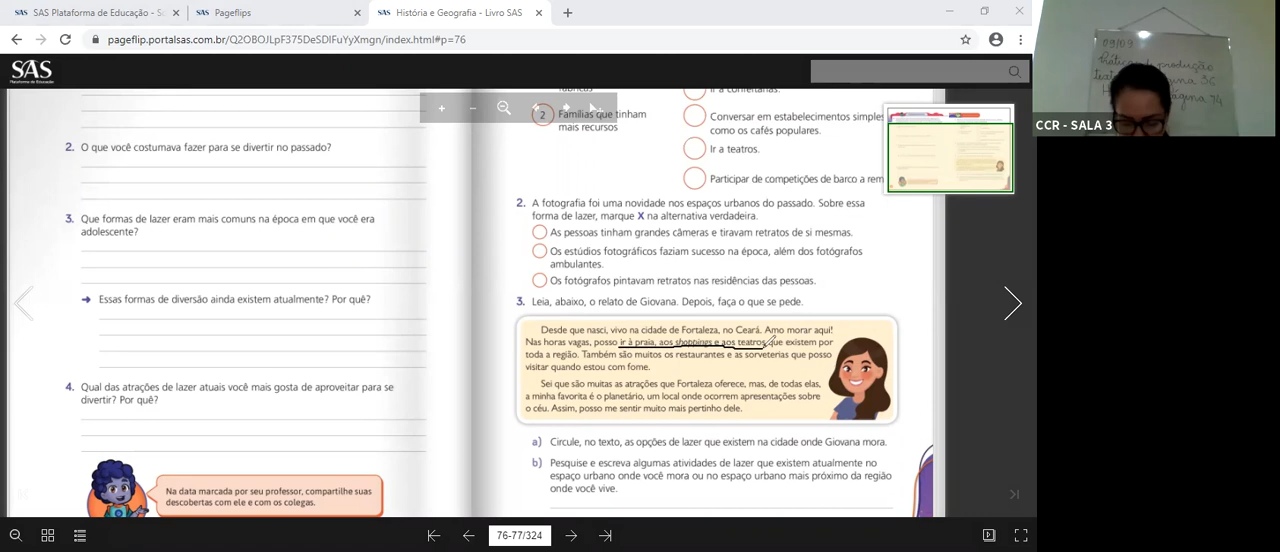 SAS Plataforma de Educação - S
Pageflips
História e Geografia - Livro SAS
pageflip.portalsas.com.br/Q2OBOJLpF375DeSDIFuYyXmgn/index.html#p=76
SAS
Plataforma de Educação
2. O que você costumava fazer para se divertir no passado?
3. Que formas de lazer eram mais comuns na época em que você era
adolescente?
Essas formas de diversão ainda existem atualmente? Por quê?
4. Qual das atrações de lazer atuais você mais gosta de aproveitar para se
divertir? Por quê?
Na data marcada por seu professor, compartilhe suas
descobertas com ele e com os colegas.
fábricas
2 Famílias que tinham
mais recursos
Ir a confeitarias.
Conversar em estabelecimentos simples
como os cafés populares.
Ir a teatros.
Participar de competições de barco a rem
2. A fotografia foi uma novidade nos espaços urbanos do passado. Sobre essa
forma de lazer, marque X na alternativa verdadeira.
As pessoas tinham grandes câmeras e tiravam retratos de si mesmas.
Os estúdios fotográficos faziam sucesso na época, além dos fotógrafos
ambulantes.
Os fotógrafos pintavam retratos nas residências das pessoas.
3. Leia, abaixo, o relato de Giovana. Depois, faça o que se pede.
Desde que nasci, vivo na cidade de Fortaleza, no Ceará. Amo morar aqui!
Nas horas vagas, posso ir à praia, aos shoppings e aos teatros que existem por
toda a região. Também são muitos os restaurantes e as sorveterias que posso
visitar quando estou com fome.
Sei que são muitas as atrações que Fortaleza oferece, mas, de todas elas,
a minha favorita é o planetário, um local onde ocorrem apresentações sobre
o céu. Assim, posso me sentir muito mais pertinho dele.
a) Circule, no texto, as opções de lazer que existem na cidade onde Giovana mora.
b) Pesquise e escreva algumas atividades de lazer que existem atualmente no
espaço urbano onde você mora ou no espaço urbano mais próximo da região
onde você vive.
76-77/324
09/09
produção
36
página 74
CCR - SALA 3